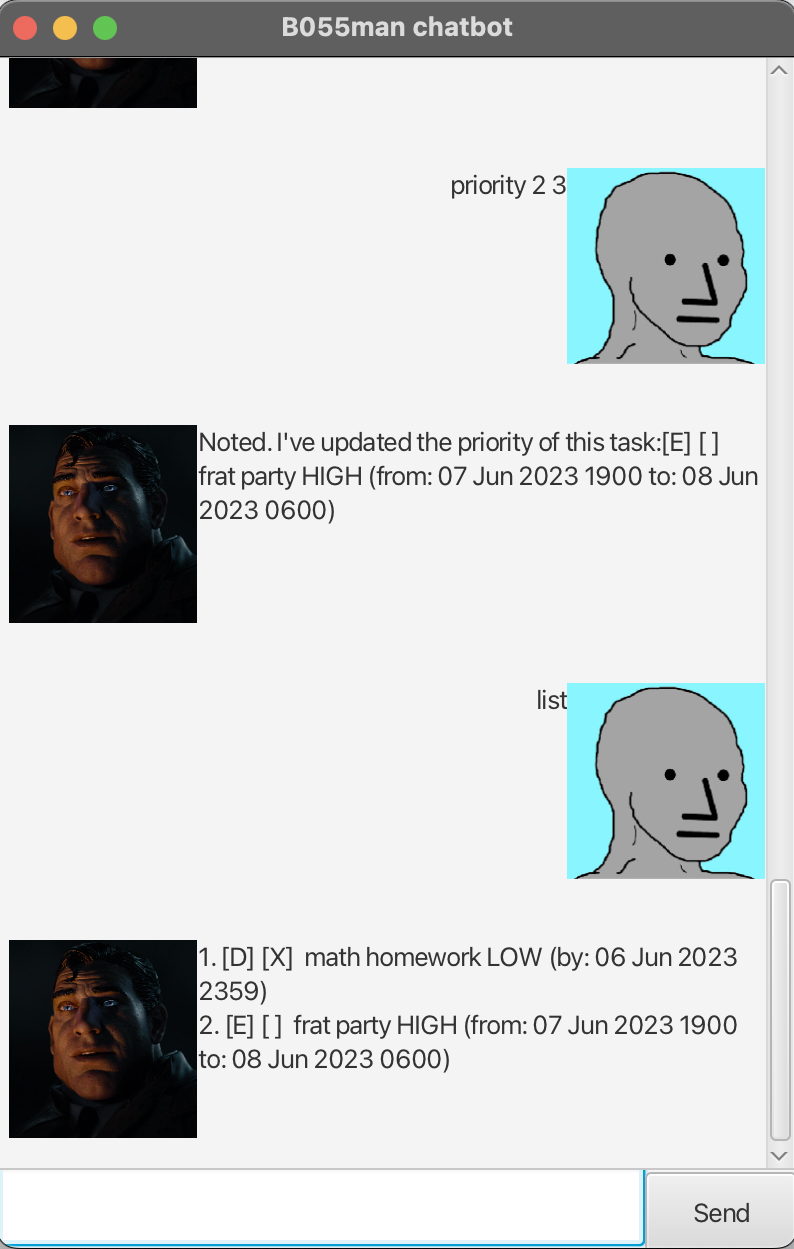 B055man chatbot
priority 2 3
Noted. I've updated the priority of this task:[E] [ ]
frat party HIGH (from: 07 Jun 2023 1900 to: 08 Jun
2023 0600)
list
1. [D] [X]  math homework LOW (by: 06 Jun 2023
2359)
2. [E] [ ]  frat party HIGH (from: 07 Jun 2023 1900
to: 08 Jun 2023 0600)
Send